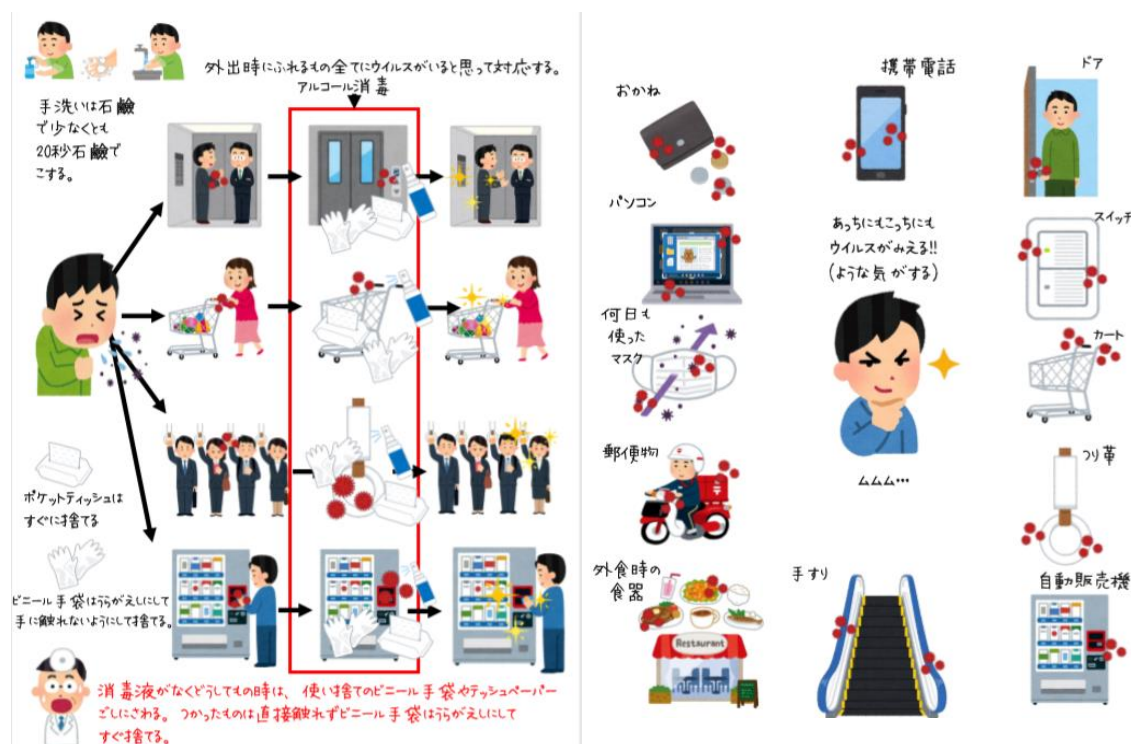 外出時にふれるもの全てにウイルスがいると思って対応する。
アルコール消毒
手洗いは石鹸
で少なくとも
20秒石鹸で
こする。
ポケットティッシュは
すぐに捨てる
ビニール手袋はうらがえしにして
手に触れないようにして捨てる。
消毒液がなくどうしてもの時は、使い捨てのビニール手袋やテッシュペーパー
ごしにさわる。つかったものは直接触れずビニール手袋はうらがえしにして
すぐ捨てる。
おかね
携帯電話
ドア
パソコン
あっちにもこっちにも
ウイルスがみえる!!
(ような気がする)
スイッチ
何日も
使った
マスク
カート
郵便物
ムムム…
つり革
外食時の
食器
Restaurant
手すり
自動販売機